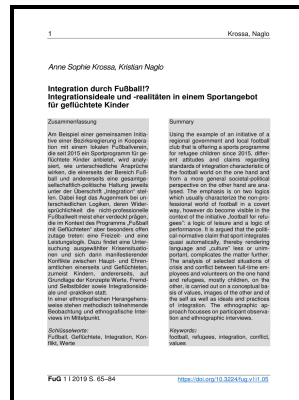 1
Krossa, Naglo
Anne Sophie Krossa, Kristian Naglo
Integration durch Fußball!?
Integrationsideale und -realitäten in einem Sportangebot
für geflüchtete Kinder
Zusammenfassung
Am Beispiel einer gemeinsamen Initia-
tive einer Bezirksregierung in Koopera-
tion mit einem lokalen Fußballverein,
die seit 2015 ein Sportprogramm für ge-
flüchtete Kinder anbietet, wird analy-
siert, wie unterschiedliche Ansprüche
wirken, die einerseits der Bereich Fuß-
ball und andererseits eine gesamtge-
sellschaftlich-politische Haltung jeweils
unter der Überschrift „Integration“ stel-
len. Dabei liegt das Augenmerk bei un-
terschiedlichen Logiken, deren Wider-
sprüchlichkeit die nicht-professionelle
Fußballwelt meist eher verdeckt prägen,
die im Kontext des Programms „Fußball
mit Geflüchteten“ aber besonders offen
zutage treten: eine Freizeit- und eine
Leistungslogik. Dazu findet eine Unter-
suchung ausgewählter Krisensituatio-
nen und sich darin manifestierender
Konflikte zwischen Haupt- und Ehren-
amtlichen einerseits und Geflüchteten,
zumeist Kindern, andererseits, auf
Grundlage der Konzepte Werte, Fremd-
und Selbstbilder sowie Integrationside-
ale und -praktiken statt.
In einer ethnografischen Herangehens-
weise stehen methodisch teilnehmende
Beobachtung und ethnografische Inter-
views im Mittelpunkt.
Schlüsselworte:
Fußball, Geflüchtete, Integration, Kon-
flikt, Werte
Summary
Using the example of an initiative of a
regional government and local football
club that is offering a sports programme
for refugee children since 2015, differ-
ent attitudes and claims regarding
standards of integration characteristic of
the football world on the one hand and
from a more general societal-political
perspective on the other hand are ana-
lysed. The emphasis is on two logics
which usually characterize the non-pro-
fessional world of football in a covert
way, however do become visible in the
context of the initiative „football for refu-
gees“: a logic of leisure and a logic of
performance. It is argued that the politi-
cal-normative claim that sport integrates
quasi automatically, thereby rendering
language and „culture“ less or unim-
portant, complicates the matter further.
The analysis of selected situations of
crisis and conflict between full-time em-
ployees and volunteers on the one hand
and refugees, mostly children, on the
other, is carried out on a conceptual ba-
sis of values, images of the other and of
the self as well as ideals and practices
of integration. The ethnographic ap-
proach focusses on participant observa-
tion and ethnographic interviews.
Keywords:
football, refugees, integration, conflict,
values
FuG 1 I 2019 S. 65–84
https://doi.org/10.3224/fug.v1i1.05